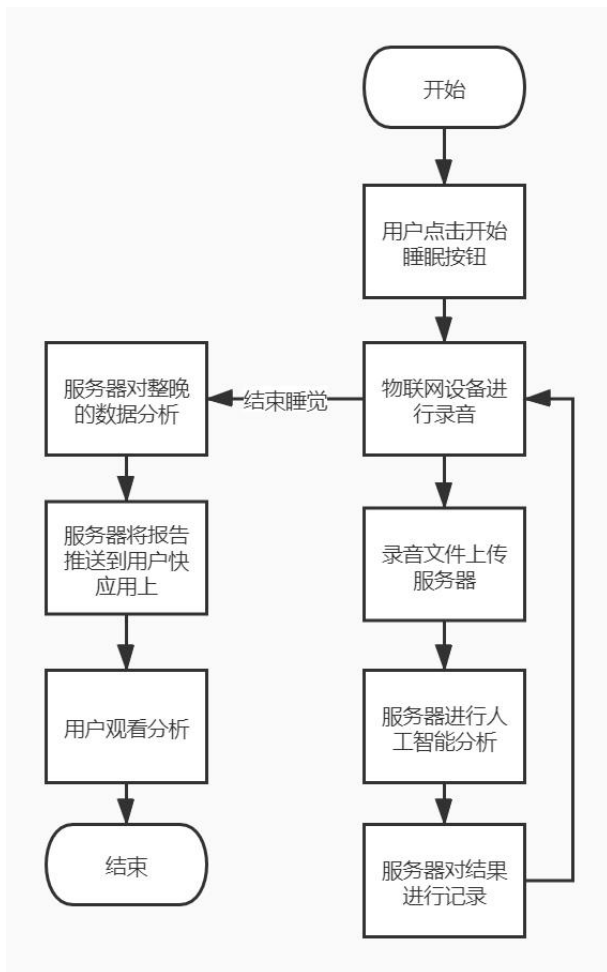 开始
用户点击开始
睡眠按钮
服务器对整晚
的数据分析
结束睡觉
物联网设备进
行录音
服务器将报告
推送到用户快
应用上
录音文件上传
服务器
用户观看分析
服务器进行人
工智能分析
结束
服务器对结果
进行记录